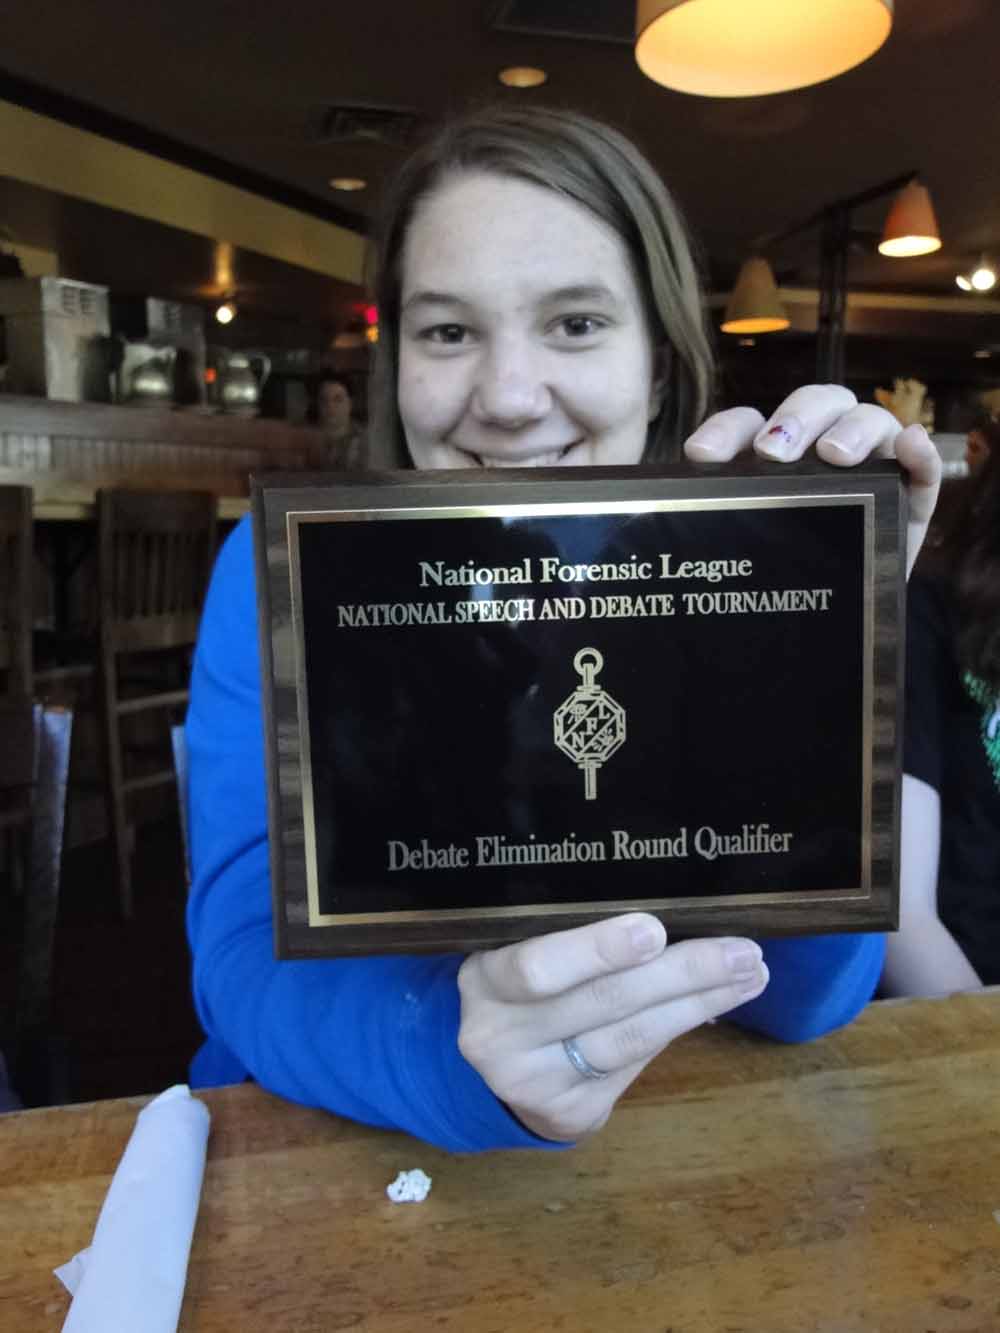 National Forensic League
NATIONAL SPEECH AND DEBATE TOURNAMENT
N F L
Debate Elimination Round Qualifier